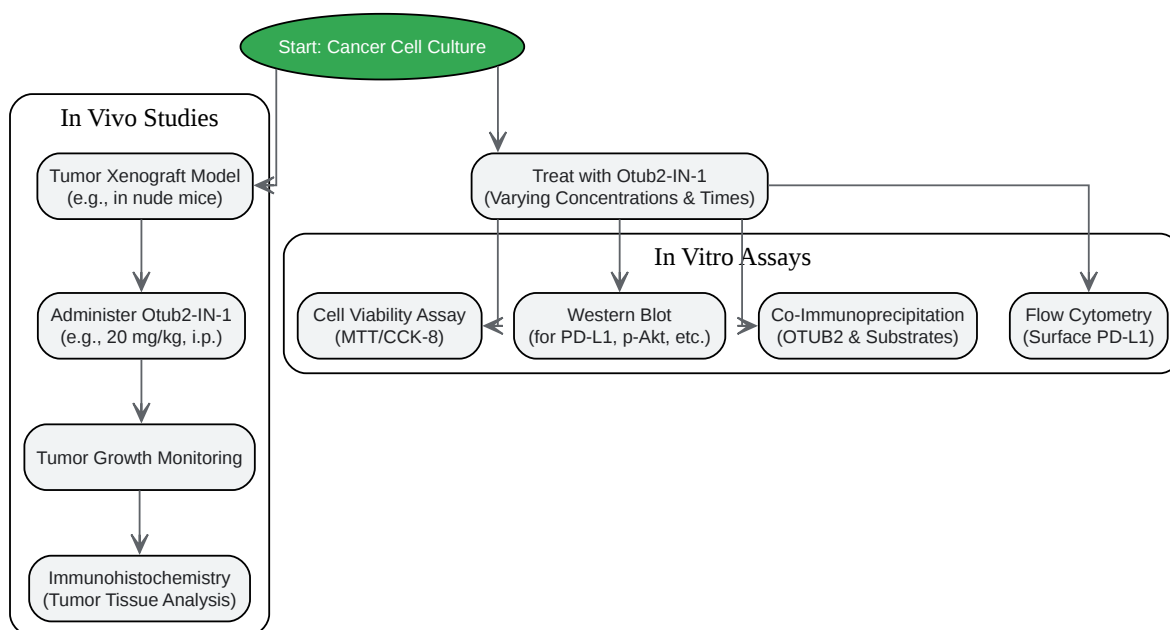 Start: Cancer Cell Culture
In Vivo Studies
Tumor Xenograft Model
(e.g., in nude mice)
Administer Otub2-IN-1
(e.g., 20 mg/kg, i.p.)
Tumor Growth Monitoring
Immunohistochemistry
(Tumor Tissue Analysis)
Treat with Otub2-IN-1
(Varying Concentrations & Times)
In Vitro Assays
Cell Viability Assay
(MTT/CCK-8)
Western Blot
(for PD-L1, p-Akt, etc.)
Co-Immunoprecipitation
(OTUB2 & Substrates)
Flow Cytometry
(Surface PD-L1)